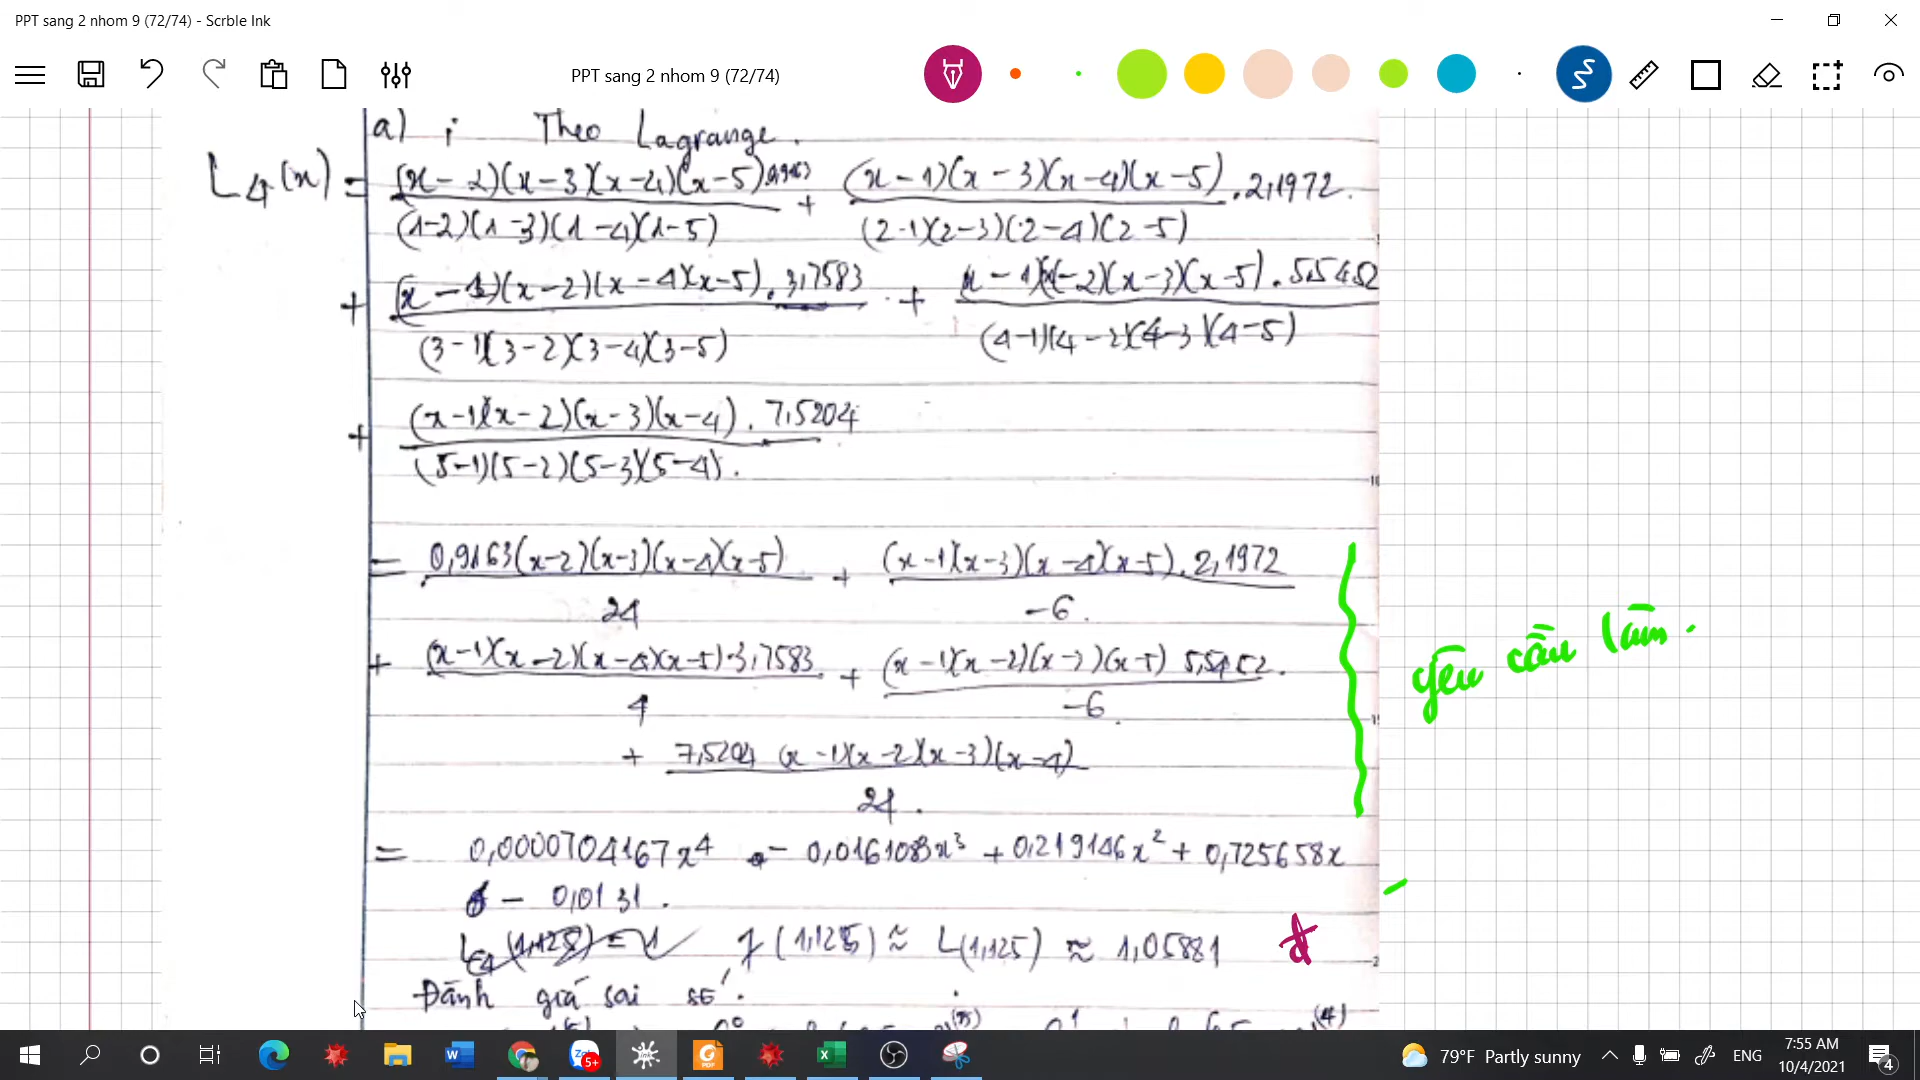 PPT sang 2 nhom 9 (72/74) - Scrble Ink
PPT sang 2 nhom 9 (72/74)
a) i Theo Lagrange.
L4(x) = (x-2)(x-3)(x-4)(x-5).0,9163 + (x-1)(x-3)(x-4)(x-5).2,1972.
(1-2)(1-3)(1-4)(1-5) (2-1)(2-3)(2-4)(2-5)
+ (x-1)(x-2)(x-4)(x-5).3,7583 + (x-1)(x-2)(x-3)(x-5).5,5452
(3-1)(3-2)(3-4)(3-5) (4-1)(4-2)(4-3)(4-5)
+ (x-1)(x-2)(x-3)(x-4).7,5204
(5-1)(5-2)(5-3)(5-4).
= 0,9163(x-2)(x-3)(x-4)(x-5) + (x-1)(x-3)(x-4)(x-5).2,1972
24 -6.
+ (x-1)(x-2)(x-4)(x-5).3,7583 + (x-1)(x-2)(x-3)(x-5) 5,5452.
4 -6.
+ 7,5204 (x-1)(x-2)(x-3)(x-4)
24.
yêu cầu làm.
= 0,0000704167x⁴ - 0,0161083x³ + 0,219146x² + 0,725658x
- 0,0131.
f(1,125) ≈ L(1,125) ≈ 1,05881
Đánh giá sai số:
79°F Partly sunny
ENG
7:55 AM
10/4/2021
5+
4